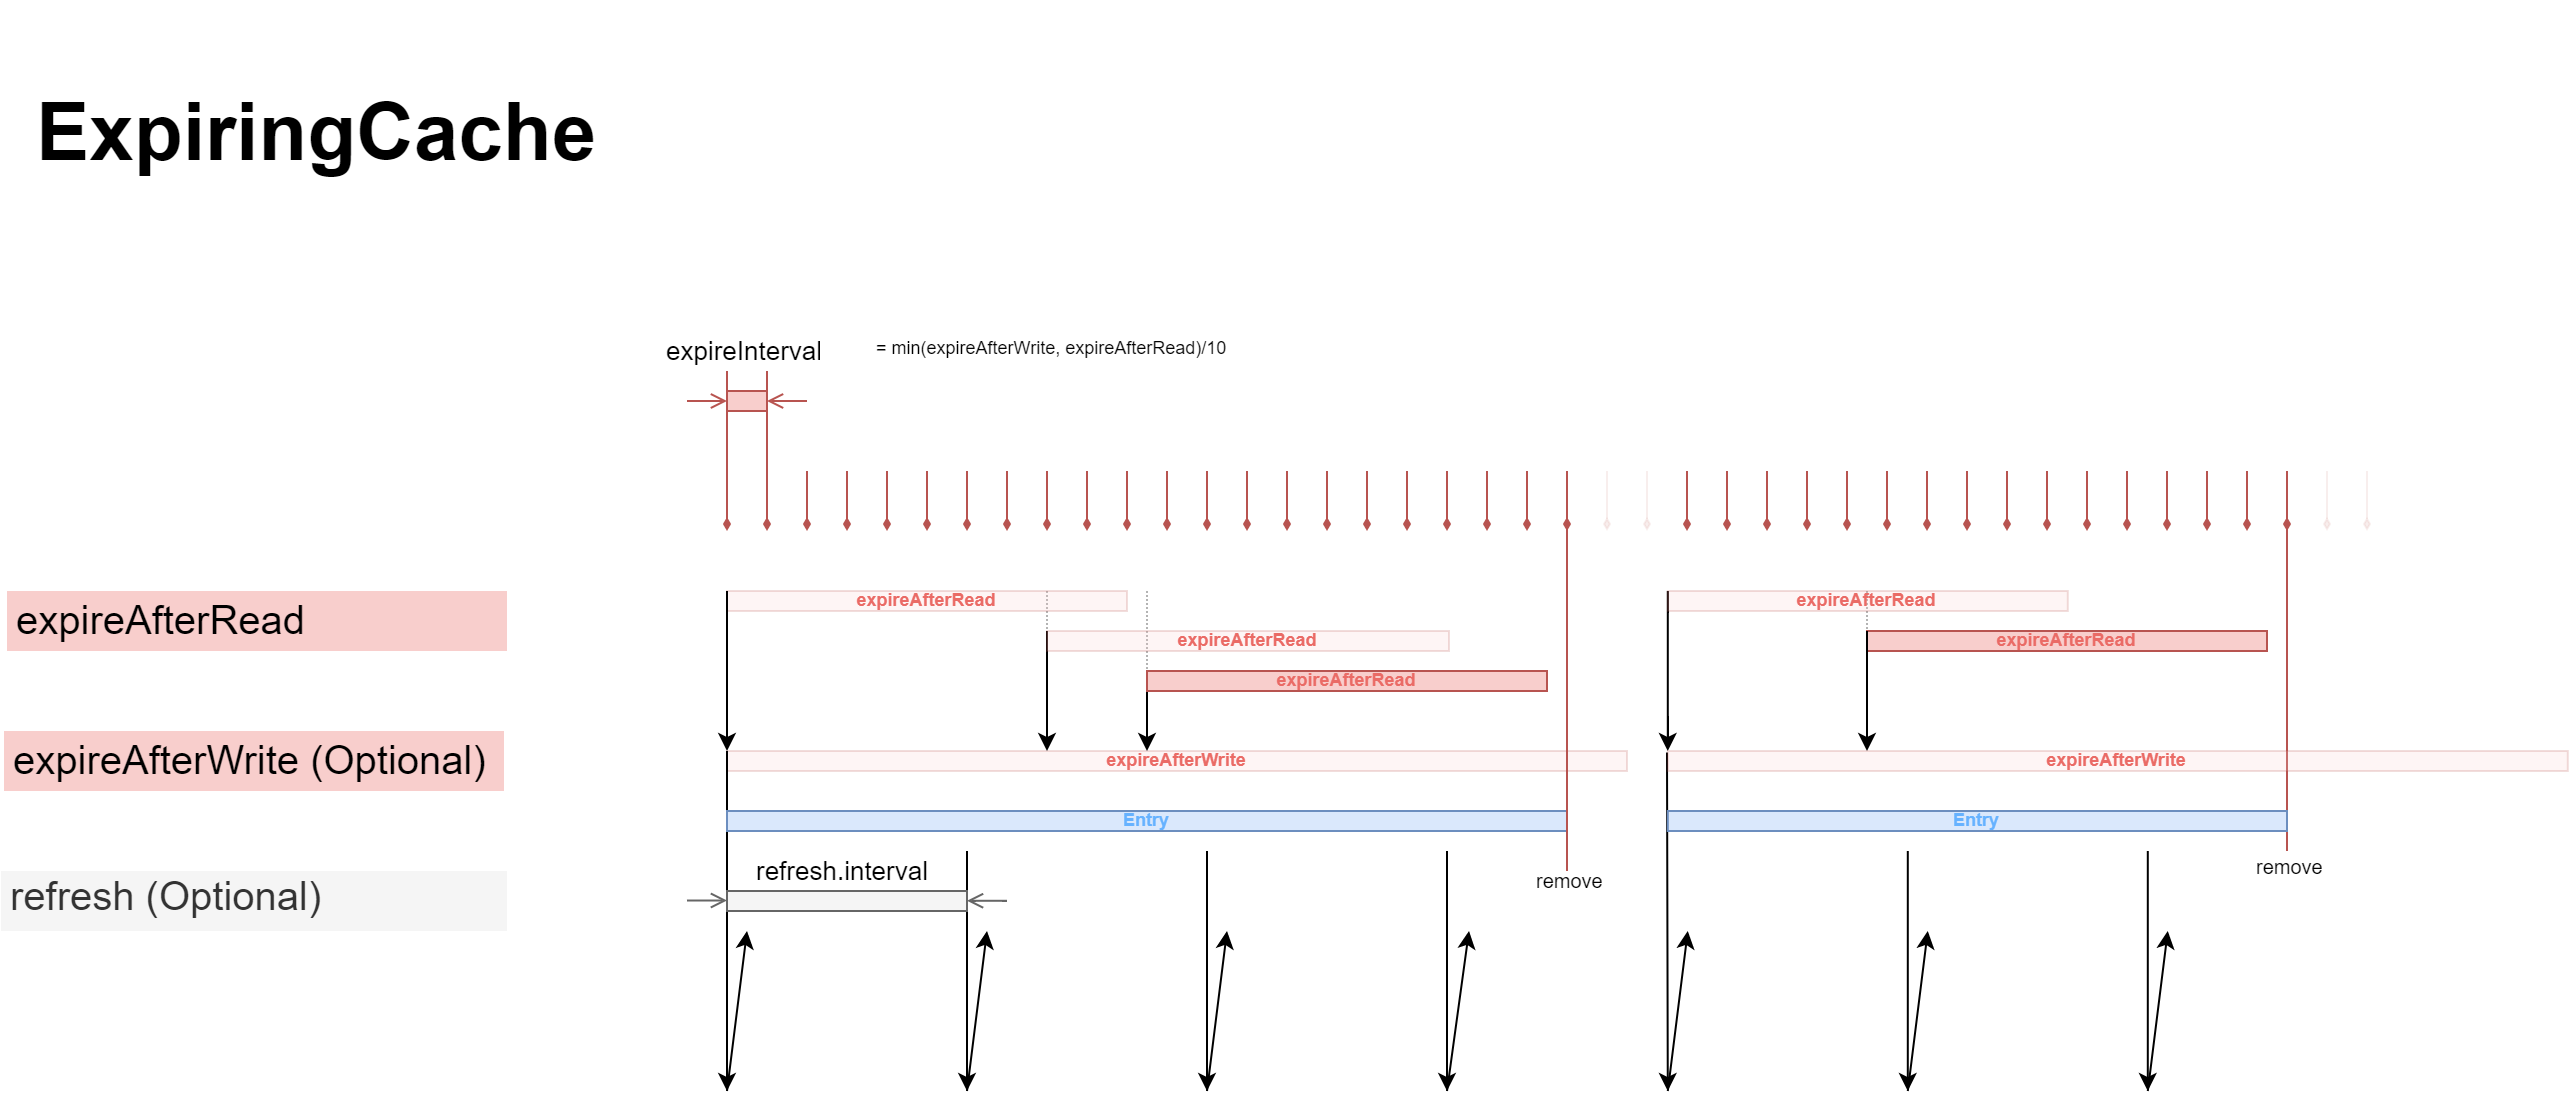 ExpiringCache
expireInterval
= min(expireAfterWrite, expireAfterRead)/10
expireAfterRead
expireAfterRead
expireAfterRead
expireAfterRead
expireAfterRead
expireAfterRead
expireAfterWrite (Optional)
expireAfterWrite
expireAfterWrite
Entry
Entry
refresh (Optional)
refresh.interval
remove
remove